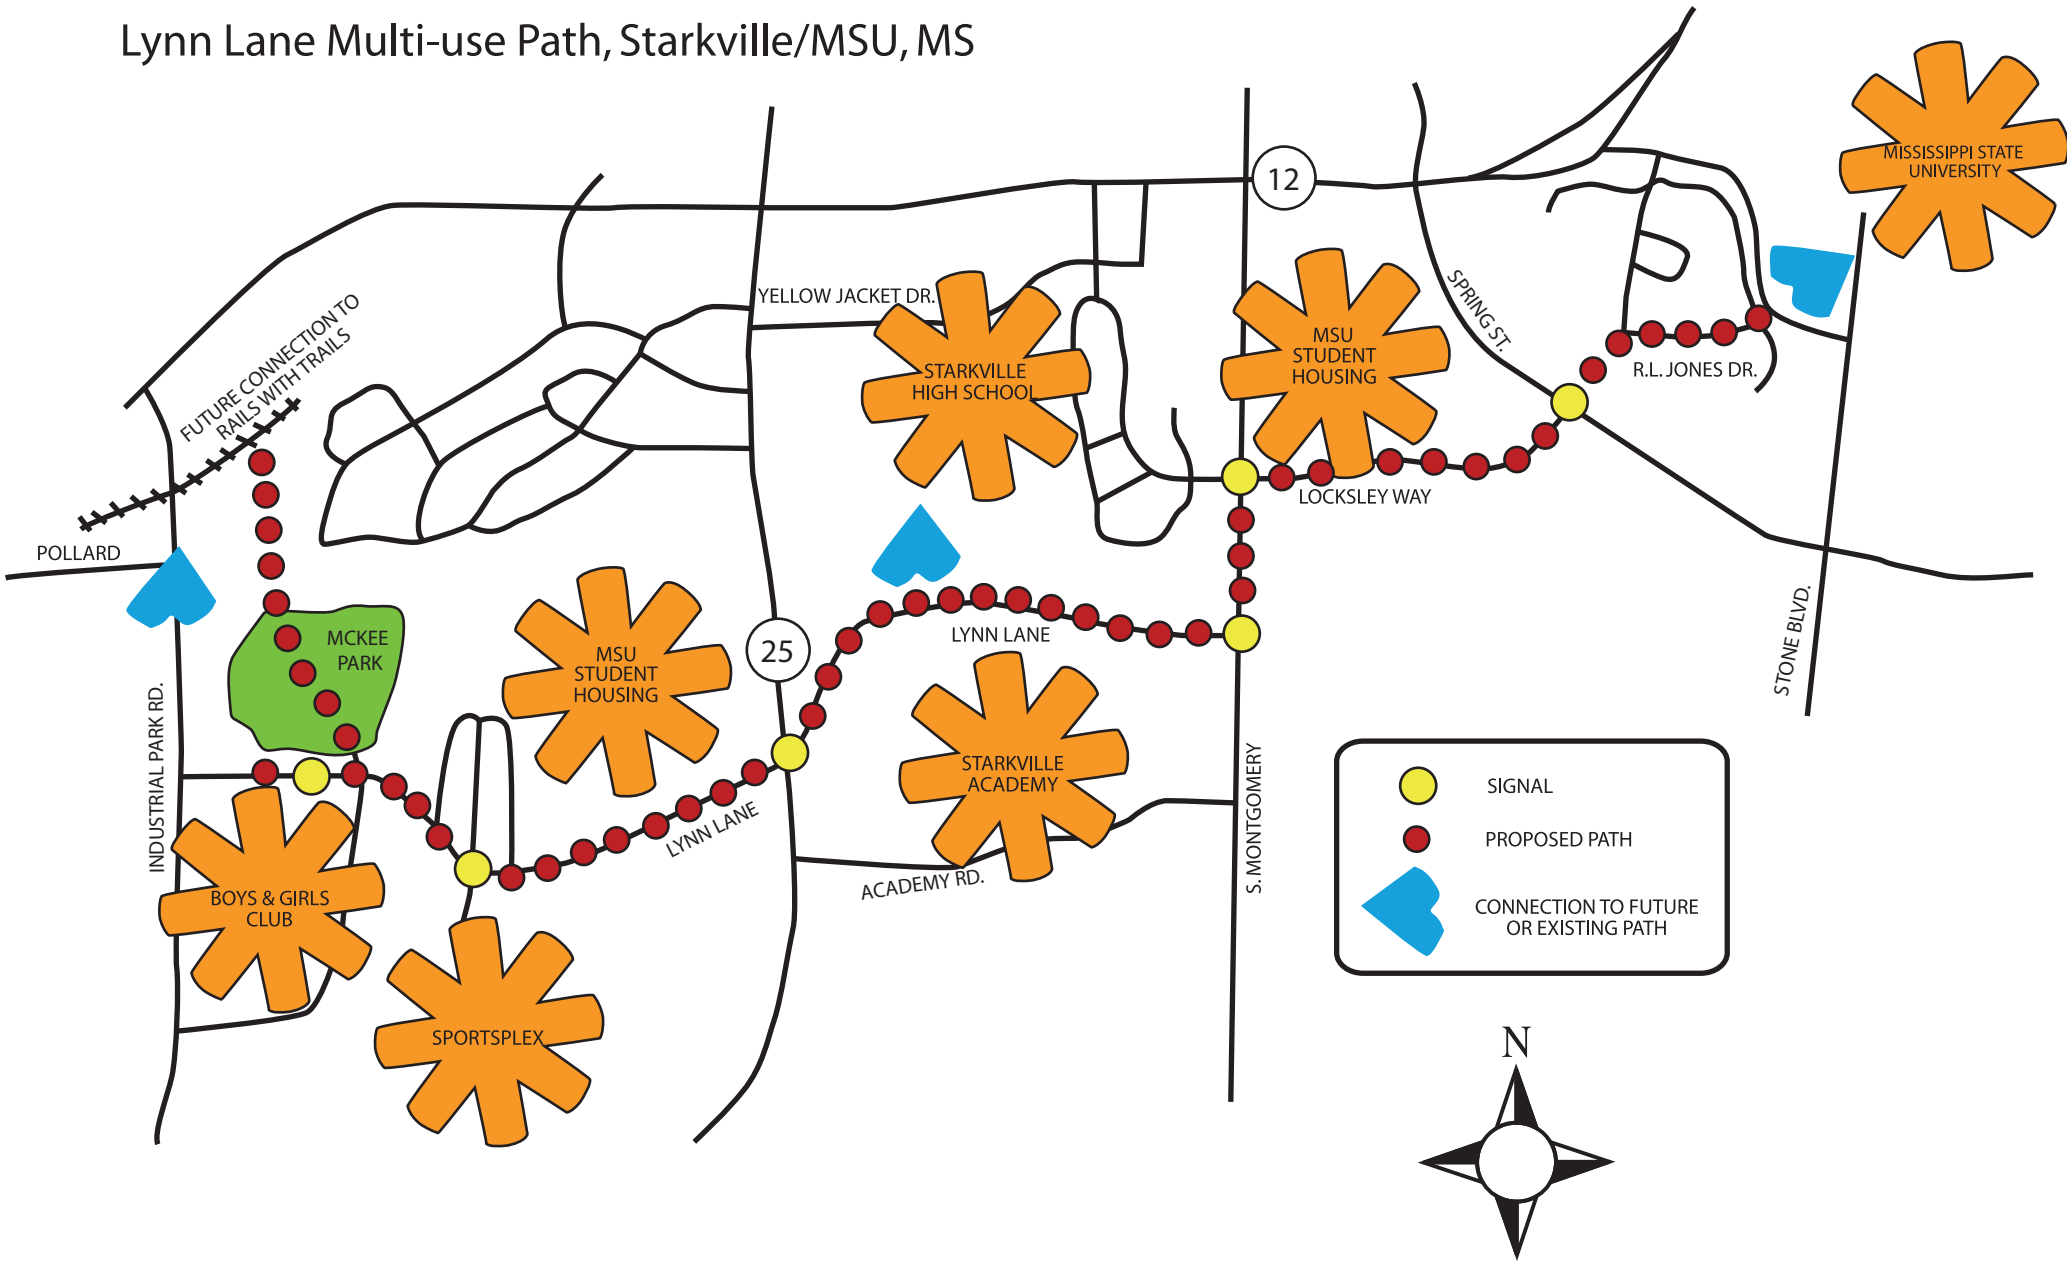 Lynn Lane Multi-use Path, Starkville/MSU, MS
12
MISSISSIPPI STATE
UNIVERSITY
YELLOW JACKET DR.
SPRING ST.
FUTURE CONNECTION TO
RAILS WITH TRAILS
STARKVILLE
HIGH SCHOOL
MSU
STUDENT
HOUSING
R.L. JONES DR.
LOCKSLEY WAY
POLLARD
MCKEE
PARK
MSU
STUDENT
HOUSING
25
LYNN LANE
STONE BLVD.
INDUSTRIAL PARK RD.
STARKVILLE
ACADEMY
S. MONTGOMERY
LYNN LANE
ACADEMY RD.
BOYS & GIRLS
CLUB
SPORTSPLEX
SIGNAL
PROPOSED PATH
CONNECTION TO FUTURE
OR EXISTING PATH
N